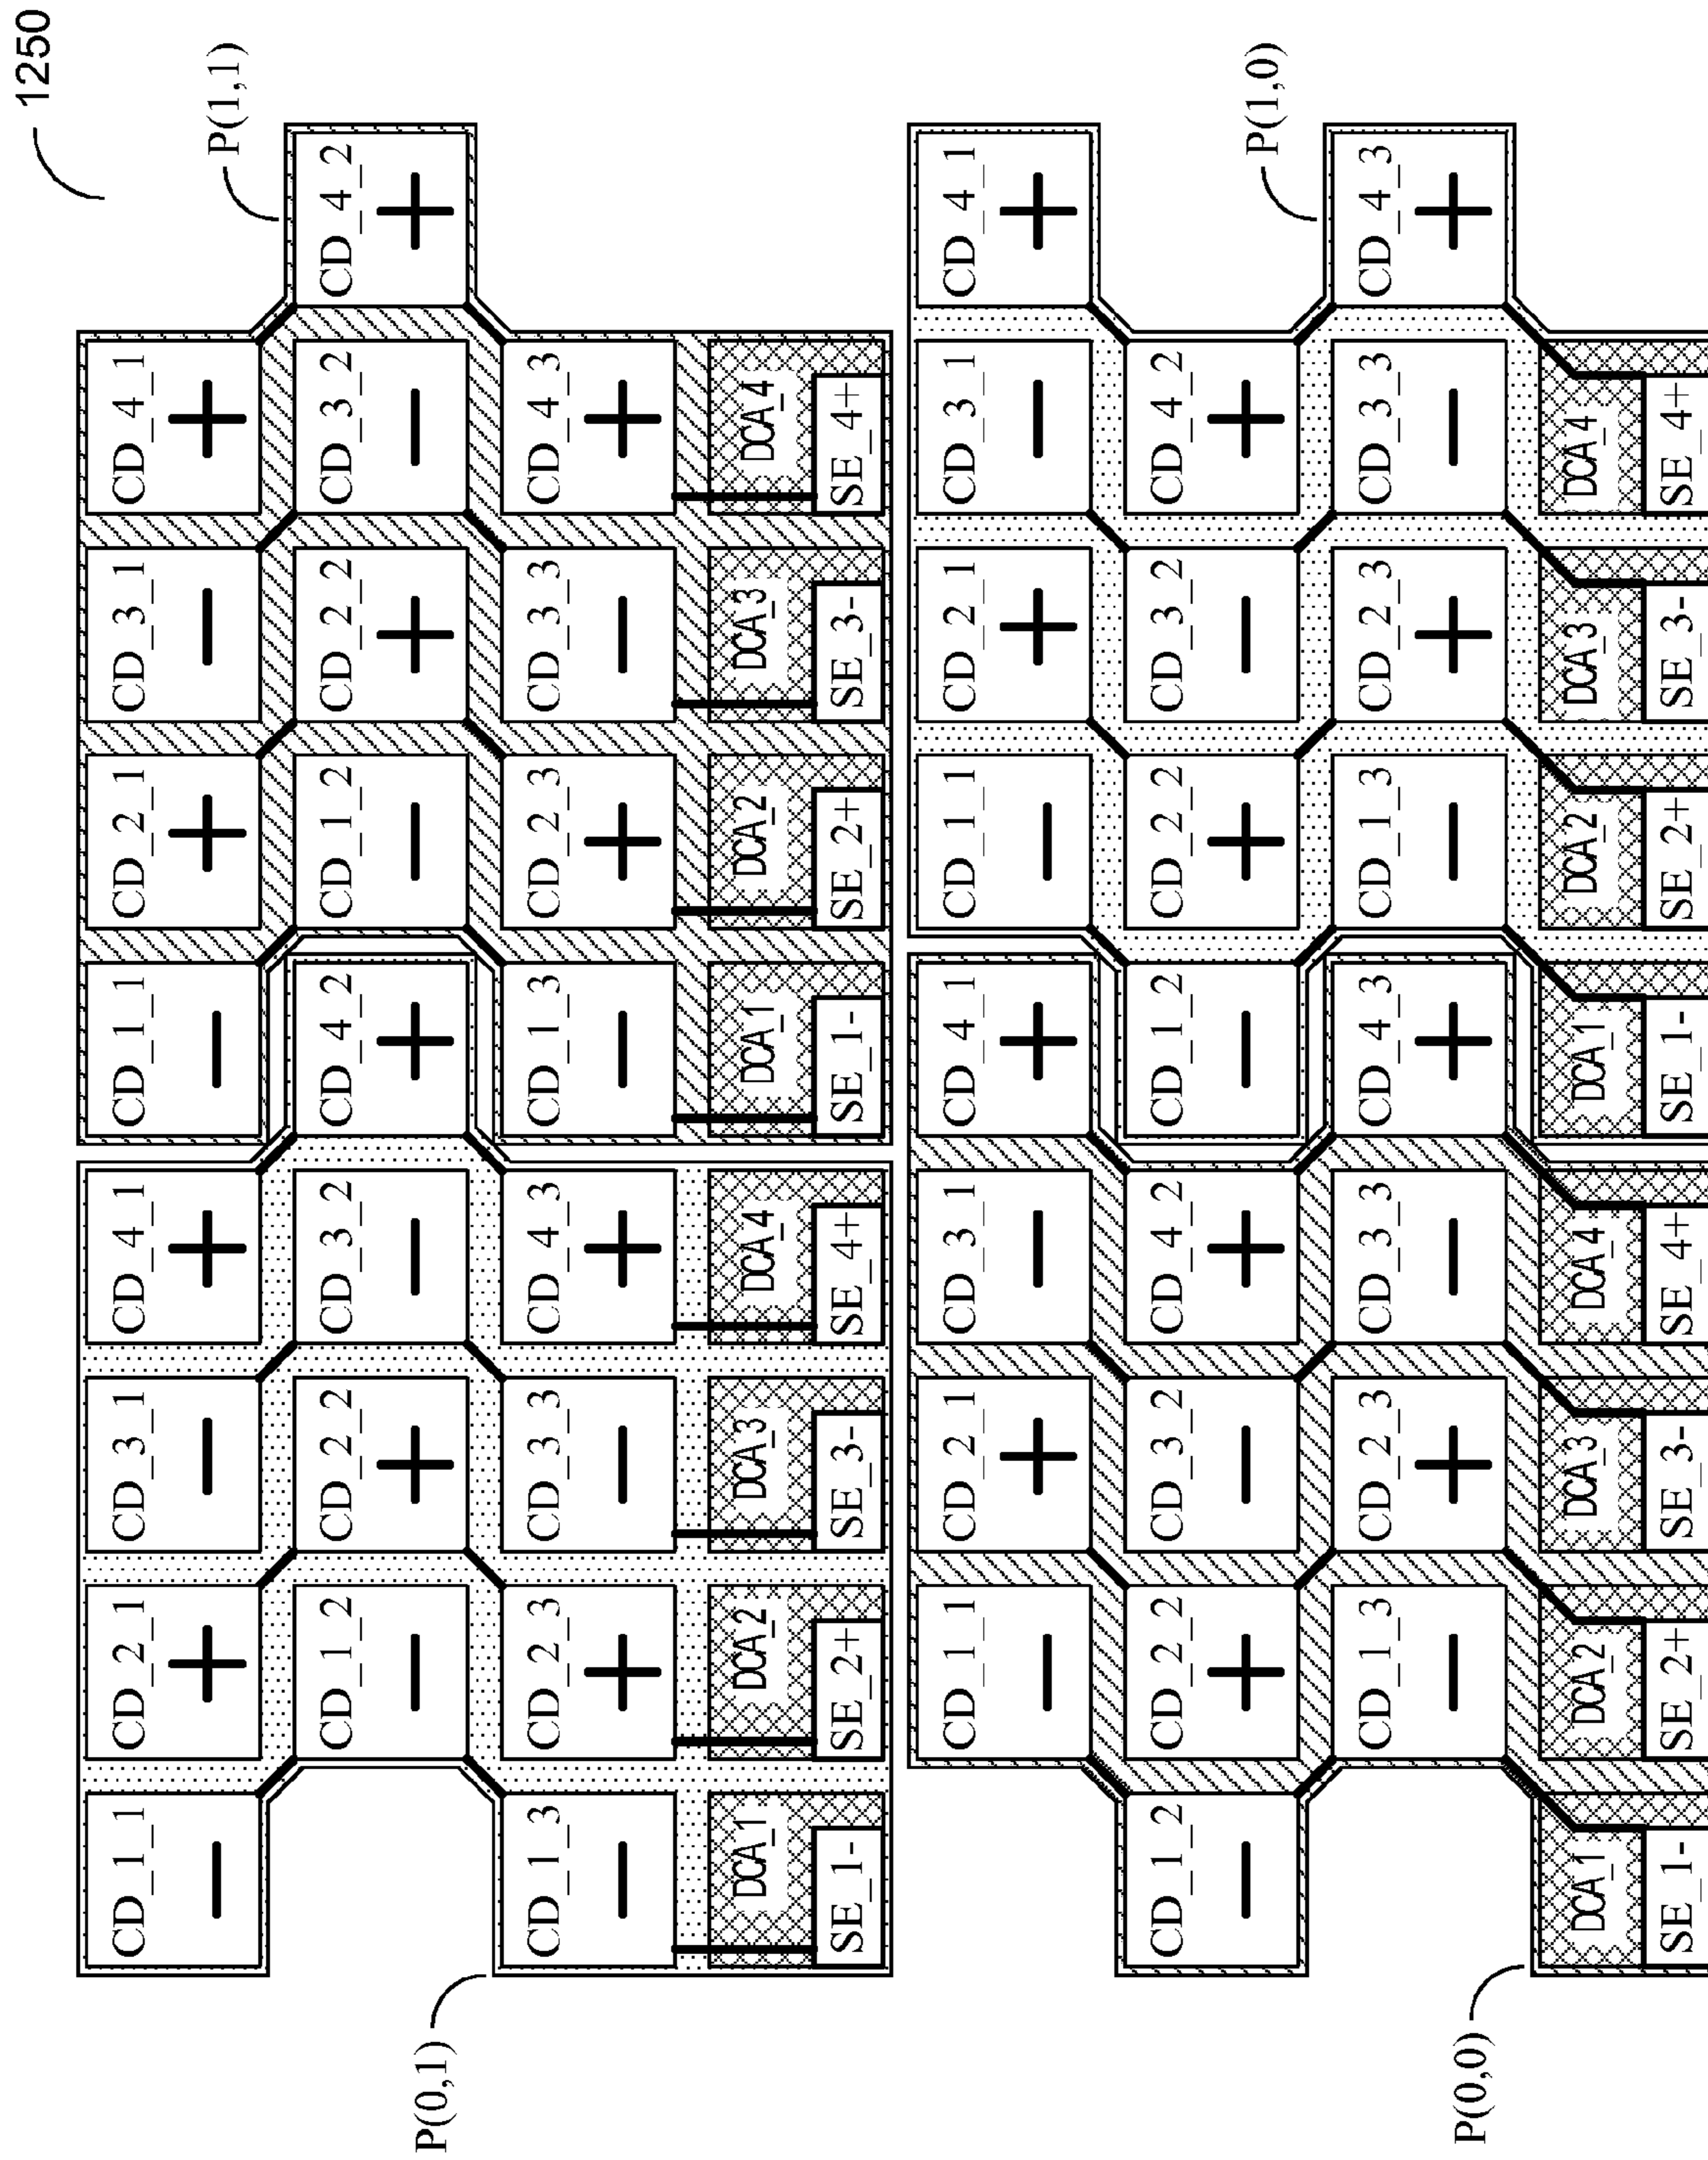 1250
CD_1_1 CD_2_1 CD_3_1 CD_4_1 CD_1_1 CD_2_1 CD_3_1 CD_4_1
− + − + − + − +
P(1,1)
CD_1_2 CD_2_2 CD_3_2 CD_4_2 CD_1_2 CD_2_2 CD_3_2 CD_4_2
− + − + − + − +
P(0,1)
CD_1_3 CD_2_3 CD_3_3 CD_4_3 CD_1_3 CD_2_3 CD_3_3 CD_4_3
− + − + − + − +
DCA_1 DCA_2 DCA_3 DCA_4 DCA_1 DCA_2 DCA_3 DCA_4
SE_1- SE_2+ SE_3- SE_4+ SE_1- SE_2+ SE_3- SE_4+
CD_1_1 CD_2_1 CD_3_1 CD_4_1 CD_1_1 CD_2_1 CD_3_1 CD_4_1
− + − + − + − +
CD_1_2 CD_2_2 CD_3_2 CD_4_2 CD_1_2 CD_2_2 CD_3_2 CD_4_2
− + − + − + − +
P(1,0)
CD_1_3 CD_2_3 CD_3_3 CD_4_3 CD_1_3 CD_2_3 CD_3_3 CD_4_3
− + − + − + − +
P(0,0)
DCA_1 DCA_2 DCA_3 DCA_4 DCA_1 DCA_2 DCA_3 DCA_4
SE_1- SE_2+ SE_3- SE_4+ SE_1- SE_2+ SE_3- SE_4+